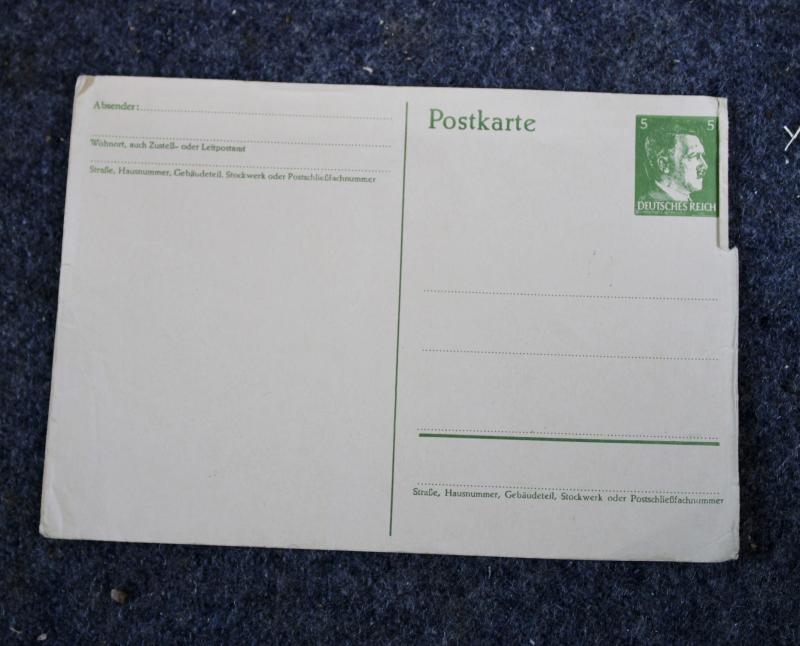 Absender:
Wohnort, auch Zustell- oder Leitpostamt
Straße, Hausnummer, Gebäudeteil, Stockwerk oder Postschließfachnummer
Postkarte
5 5
DEUTSCHES REICH
Straße, Hausnummer, Gebäudeteil, Stockwerk oder Postschließfachnummer